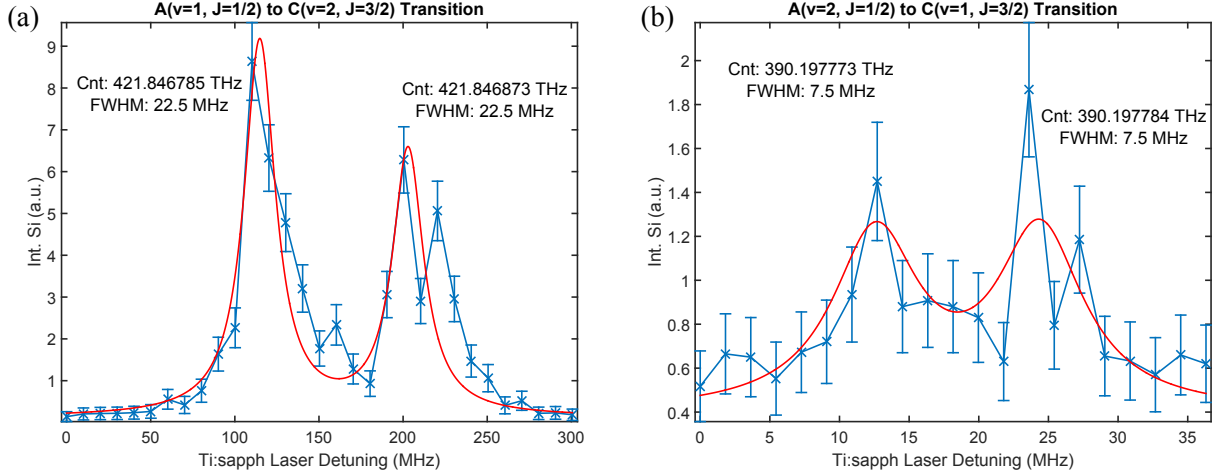 (a)
A(v=1, J=1/2) to C(v=2, J=3/2) Transition
Cnt: 421.846785 THz
FWHM: 22.5 MHz
Cnt: 421.846873 THz
FWHM: 22.5 MHz
Int. Si (a.u.)
9
8
7
6
5
4
3
2
1
0 50 100 150 200 250 300
Ti:sapph Laser Detuning (MHz)
(b)
A(v=2, J=1/2) to C(v=1, J=3/2) Transition
Cnt: 390.197773 THz
FWHM: 7.5 MHz
Cnt: 390.197784 THz
FWHM: 7.5 MHz
Int. Si (a.u.)
2
1.8
1.6
1.4
1.2
1
0.8
0.6
0.4
0 5 10 15 20 25 30 35
Ti:sapph Laser Detuning (MHz)